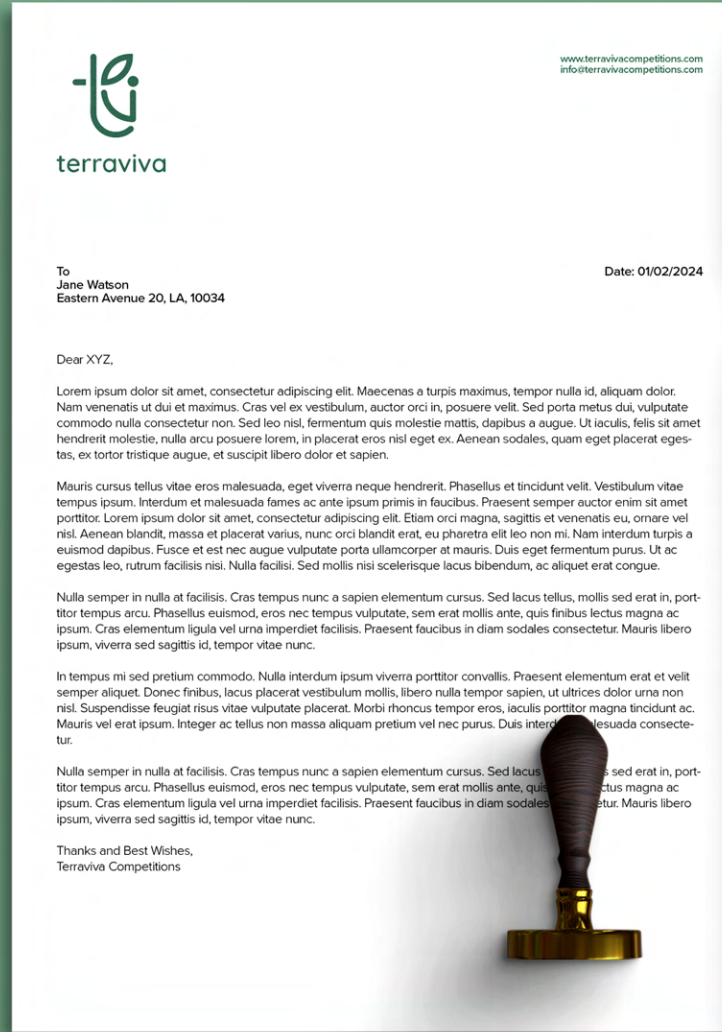 www.terravivacompetitions.com
info@terravivacompetitions.com
terraviva
To
Jane Watson
Eastern Avenue 20, LA, 10034
Date: 01/02/2024
Dear XYZ,
Lorem ipsum dolor sit amet, consectetur adipiscing elit. Maecenas a turpis maximus, tempor nulla id, aliquam dolor.
Nam venenatis ut dui et maximus. Cras vel ex vestibulum, auctor orci in, posuere velit. Sed porta metus dui, vulputate
commodo nulla consectetur non. Sed leo nisl, fermentum quis molestie mattis, dapibus a augue. Ut iaculis, felis sit amet
hendrerit molestie, nulla arcu posuere lorem, in placerat eros nisl eget ex. Aenean sodales, quam eget placerat eges-
tas, ex tortor tristique augue, et suscipit libero dolor et sapien.
Mauris cursus tellus vitae eros malesuada, eget viverra neque hendrerit. Phasellus et tincidunt velit. Vestibulum vitae
tempus ipsum. Interdum et malesuada fames ac ante ipsum primis in faucibus. Praesent semper auctor enim sit amet
porttitor. Lorem ipsum dolor sit amet, consectetur adipiscing elit. Etiam orci magna, sagittis et venenatis eu, ornare vel
nisl. Aenean blandit, massa et placerat varius, nunc orci blandit erat, eu pharetra elit leo non mi. Nam interdum turpis a
euismod dapibus. Fusce et est nec augue vulputate porta ullamcorper at mauris. Duis eget fermentum purus. Ut ac
egestas leo, rutrum facilisis nisi. Nulla facilisi. Sed mollis nisi scelerisque lacus bibendum, ac aliquet erat congue.
Nulla semper in nulla at facilisis. Cras tempus nunc a sapien elementum cursus. Sed lacus tellus, mollis sed erat in, port-
titor tempus arcu. Phasellus euismod, eros nec tempus vulputate, sem erat mollis ante, quis finibus lectus magna ac
ipsum. Cras elementum ligula vel urna imperdiet facilisis. Praesent faucibus in diam sodales consectetur. Mauris libero
ipsum, viverra sed sagittis id, tempor vitae nunc.
In tempus mi sed pretium commodo. Nulla interdum ipsum viverra porttitor convallis. Praesent elementum erat et velit
semper aliquet. Donec finibus, lacus placerat vestibulum mollis, libero nulla tempor sapien, ut ultrices dolor urna non
nisl. Suspendisse feugiat risus vitae vulputate placerat. Morbi rhoncus tempor eros, iaculis porttitor magna tincidunt ac.
Mauris vel erat ipsum. Integer ac tellus non massa aliquam pretium vel nec purus. Duis consecte-
tur.
Nulla semper in nulla at facilisis. Cras tempus nunc a sapien elementum cursus. Sed lacus sed erat in, port-
titor tempus arcu. Phasellus euismod, eros nec tempus vulputate, sem erat mollis ante, magna ac
ipsum. Cras elementum ligula vel urna imperdiet facilisis. Praesent faucibus in diam sodales Mauris libero
ipsum, viverra sed sagittis id, tempor vitae nunc.
Thanks and Best Wishes,
Terraviva Competitions